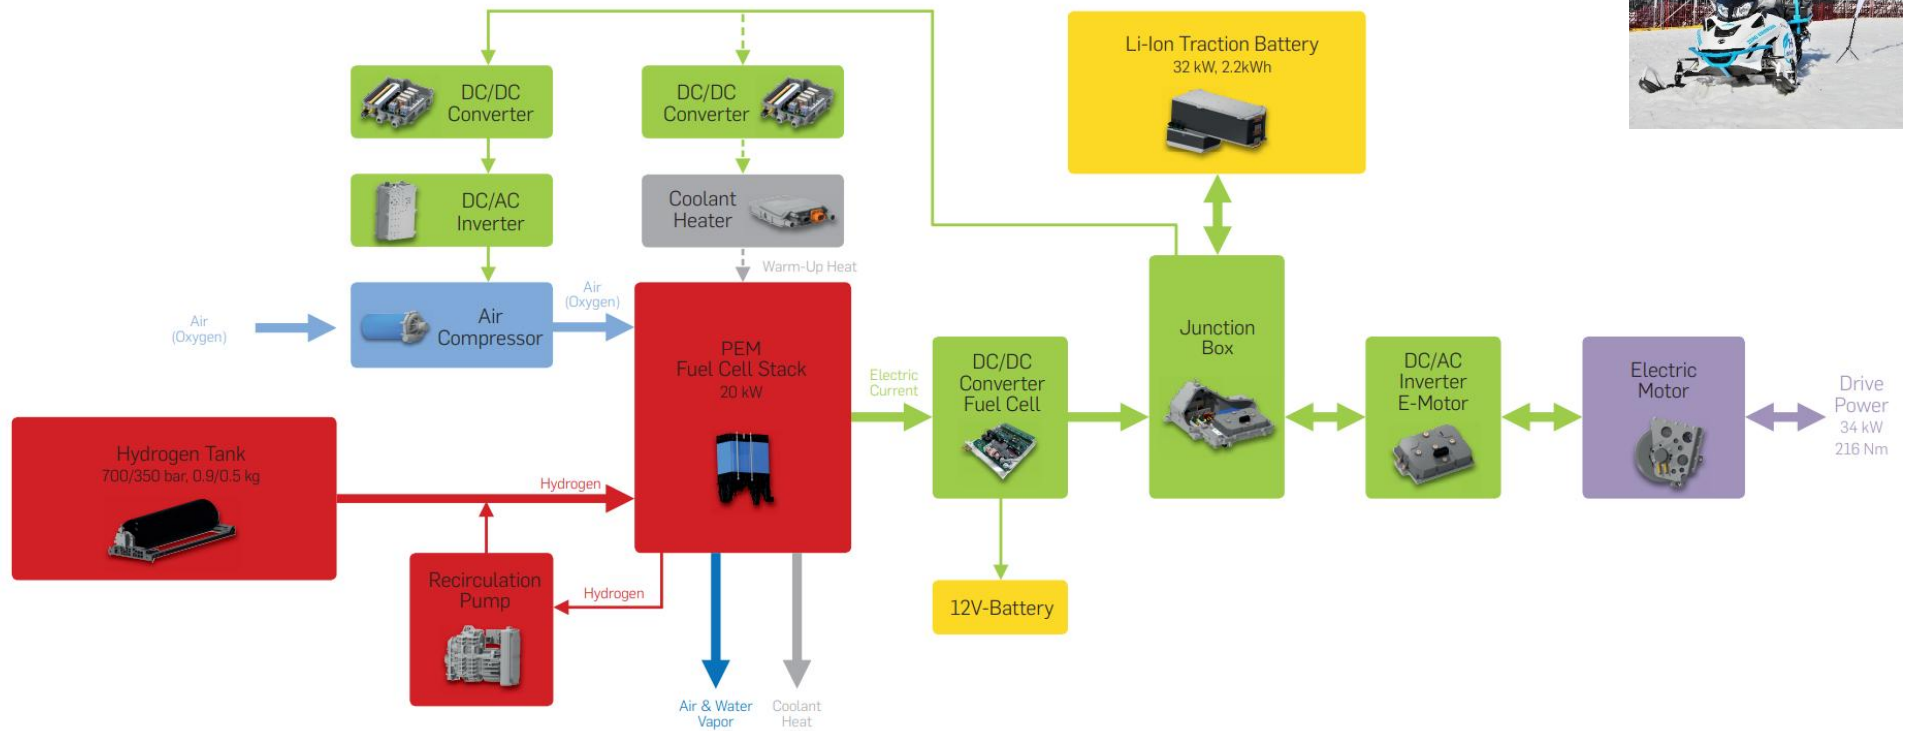 Li-Ion Traction Battery
32 kW, 2.2kWh
DC/DC
Converter
DC/DC
Converter
DC/AC
Inverter
Coolant
Heater
Warm-Up Heat
Air
(Oxygen)
Air
Compressor
Air
(Oxygen)
PEM
Fuel Cell Stack
20 kW
Electric
Current
DC/DC
Converter
Fuel Cell
Junction
Box
DC/AC
Inverter
E-Motor
Electric
Motor
Drive
Power
34 kW
216 Nm
Hydrogen Tank
700/350 bar, 0.9/0.5 kg
Hydrogen
Recirculation
Pump
Hydrogen
12V-Battery
Air & Water
Vapor
Coolant
Heat